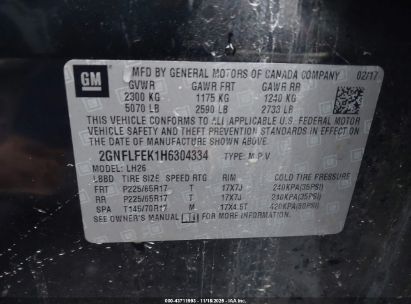 GM
MFD BY GENERAL MOTORS OF CANADA COMPANY 02/17
GVWR GAWR FRT GAWR RR
2300 KG 1175 KG 1240 KG
5070 LB 2590 LB 2733 LB
THIS VEHICLE CONFORMS TO ALL APPLICABLE U.S. FEDERAL MOTOR
VEHICLE SAFETY AND THEFT PREVENTION STANDARDS IN EFFECT ON
THE DATE OF MANUFACTURE SHOWN ABOVE.
2GNFLFEK1H6304334 TYPE: M P V
MODEL: LH26
LBBD TIRE SIZE SPEED RTG RIM COLD TIRE PRESSURE
FRT P225/65R17 T 17X7J 240KPA(35PSI)
RR P225/65R17 T 17X7J 240KPA(35PSI)
SPA T145/70R17 M 17X4.5T 420KPA(60PSI)
SEE OWNER'S MANUAL FOR MORE INFORMATION.
000-43711993 - 11/18/2025 - IAA